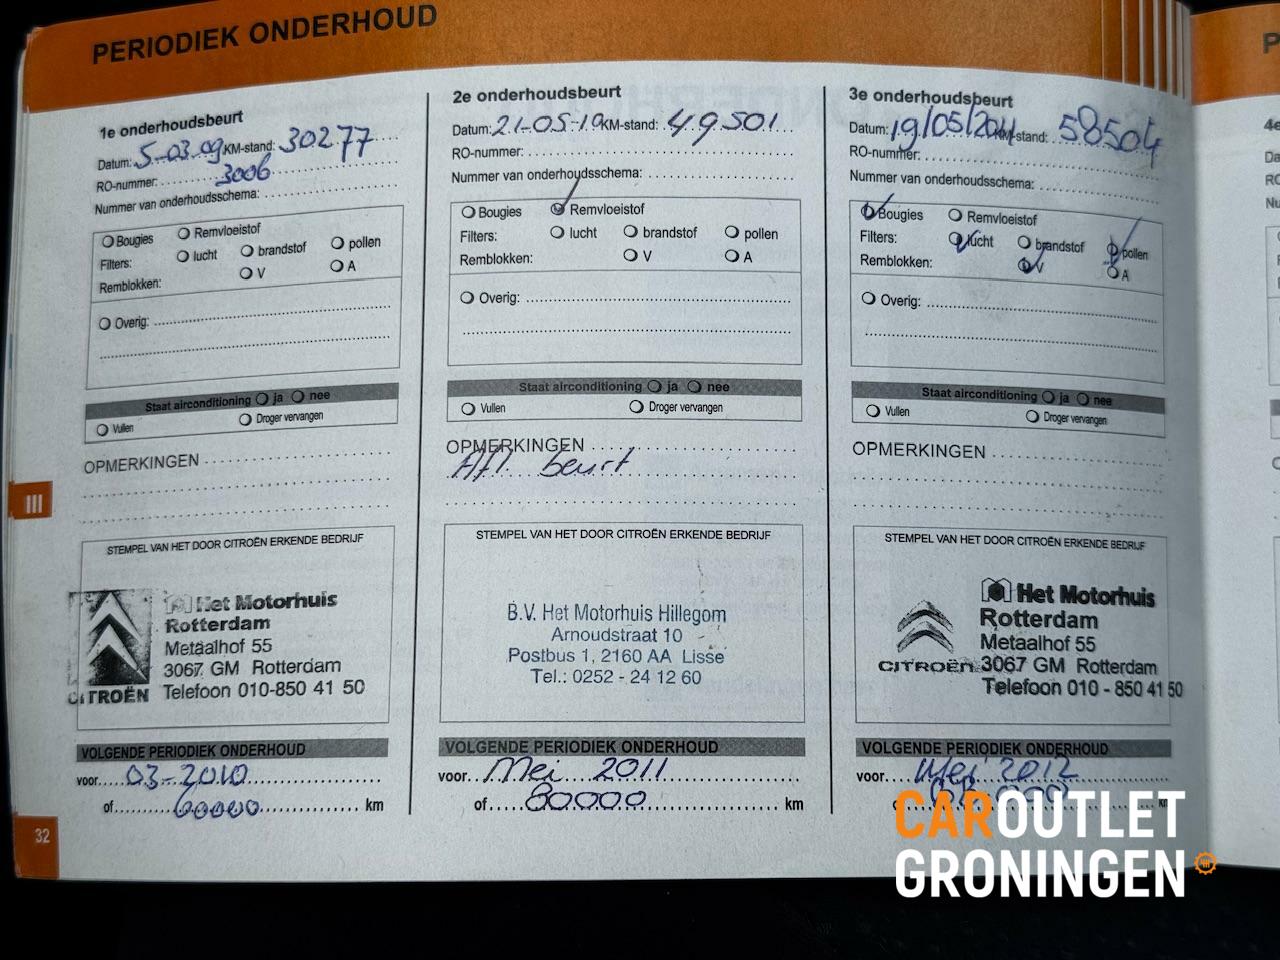 PERIODIEK ONDERHOUD
1e onderhoudsbeurt
Datum: 5-03-09 KM-stand: 30277
RO-nummer: 3006
Nummer van onderhoudsschema:
Bougies Remvloeistof
Filters: lucht brandstof pollen
Remblokken: V A
Overig:
Staat airconditioning ja nee
Vullen Droger vervangen
OPMERKINGEN
STEMPEL VAN HET DOOR CITROËN ERKENDE BEDRIJF
Het Motorhuis
Rotterdam
Metaalhof 55
3067 GM Rotterdam
CITROËN Telefoon 010-850 41 50
VOLGENDE PERIODIEK ONDERHOUD
voor 03-2010
of 60000 km
2e onderhoudsbeurt
Datum: 21-05-10 KM-stand: 49501
RO-nummer:
Nummer van onderhoudsschema:
Bougies Remvloeistof
Filters: lucht brandstof pollen
Remblokken: V A
Overig:
Staat airconditioning ja nee
Vullen Droger vervangen
OPMERKINGEN
Afl. beurt
STEMPEL VAN HET DOOR CITROËN ERKENDE BEDRIJF
B.V. Het Motorhuis Hillegom
Arnoudstraat 10
Postbus 1, 2160 AA Lisse
Tel.: 0252 - 24 12 60
VOLGENDE PERIODIEK ONDERHOUD
voor Mei 2011
of 80000 km
3e onderhoudsbeurt
Datum: 19/05/2011 KM-stand: 58504
RO-nummer:
Nummer van onderhoudsschema:
Bougies Remvloeistof
Filters: lucht brandstof pollen
Remblokken: V A
Overig:
Staat airconditioning ja nee
Vullen Droger vervangen
OPMERKINGEN
STEMPEL VAN HET DOOR CITROËN ERKENDE BEDRIJF
Het Motorhuis
Rotterdam
Metaalhof 55
CITROËN 3067 GM Rotterdam
Telefoon 010 - 850 41 50
VOLGENDE PERIODIEK ONDERHOUD
voor Mei 2012
III
32
CAROUTLET
GRONINGEN